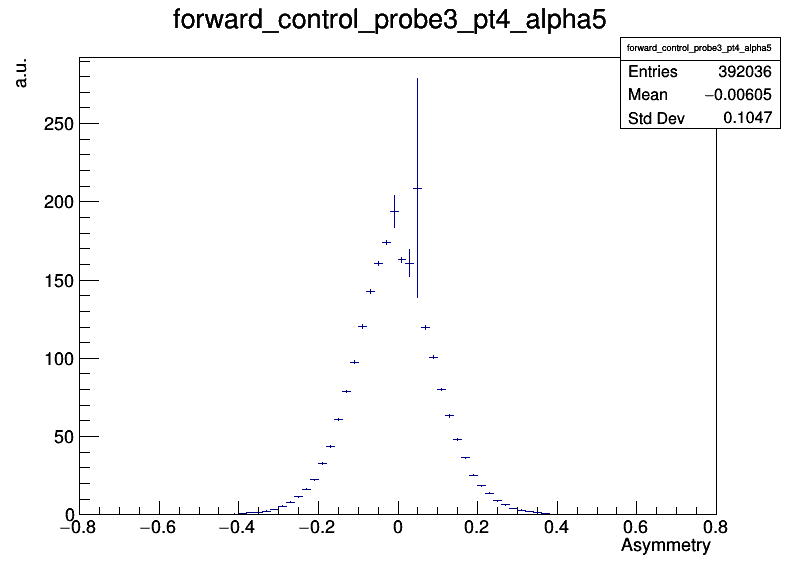 forward_control_probe3_pt4_alpha5
a.u.
forward_control_probe3_pt4_alpha5
Entries 392036
Mean −0.00605
Std Dev 0.1047
250
200
150
100
50
0
−0.8 −0.6 −0.4 −0.2 0 0.2 0.4 0.6 0.8
Asymmetry